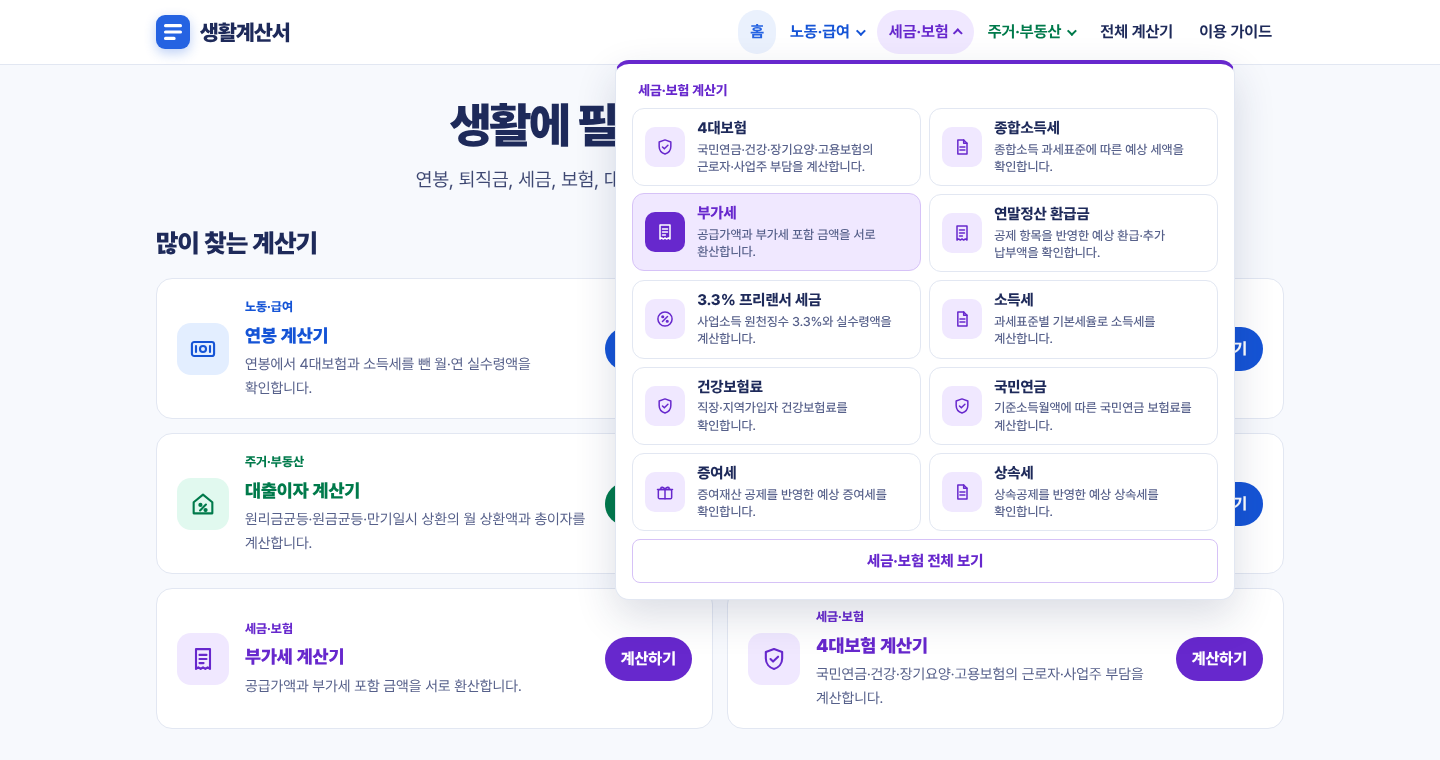 생활계산서
홈
노동·급여
세금·보험
주거·부동산
전체 계산기
이용 가이드
생활에 필
연봉, 퇴직금, 세금, 보험,
많이 찾는 계산기
세금·보험 계산기
4대보험
국민연금·건강·장기요양·고용보험의
근로자·사업주 부담을 계산합니다.
종합소득세
종합소득 과세표준에 따른 예상 세액을
확인합니다.
부가세
공급가액과 부가세 포함 금액을 서로
환산합니다.
연말정산 환급금
공제 항목을 반영한 예상 환급·추가
납부액을 확인합니다.
3.3% 프리랜서 세금
사업소득 원천징수 3.3%와 실수령액을
계산합니다.
소득세
과세표준별 기본세율로 소득세를
계산합니다.
건강보험료
직장·지역가입자 건강보험료를
확인합니다.
국민연금
기준소득월액에 따른 국민연금 보험료를
계산합니다.
증여세
증여재산 공제를 반영한 예상 증여세를
확인합니다.
상속세
상속공제를 반영한 예상 상속세를
확인합니다.
세금·보험 전체 보기
노동·급여
연봉 계산기
연봉에서 4대보험과 소득세를 뺀 월·연 실수령액을
확인합니다.
기
주거·부동산
대출이자 계산기
원리금균등·원금균등·만기일시 상환의 월 상환액과 총이자를
계산합니다.
기
세금·보험
부가세 계산기
공급가액과 부가세 포함 금액을 서로 환산합니다.
계산하기
세금·보험
4대보험 계산기
국민연금·건강·장기요양·고용보험의 근로자·사업주 부담을
계산합니다.
계산하기